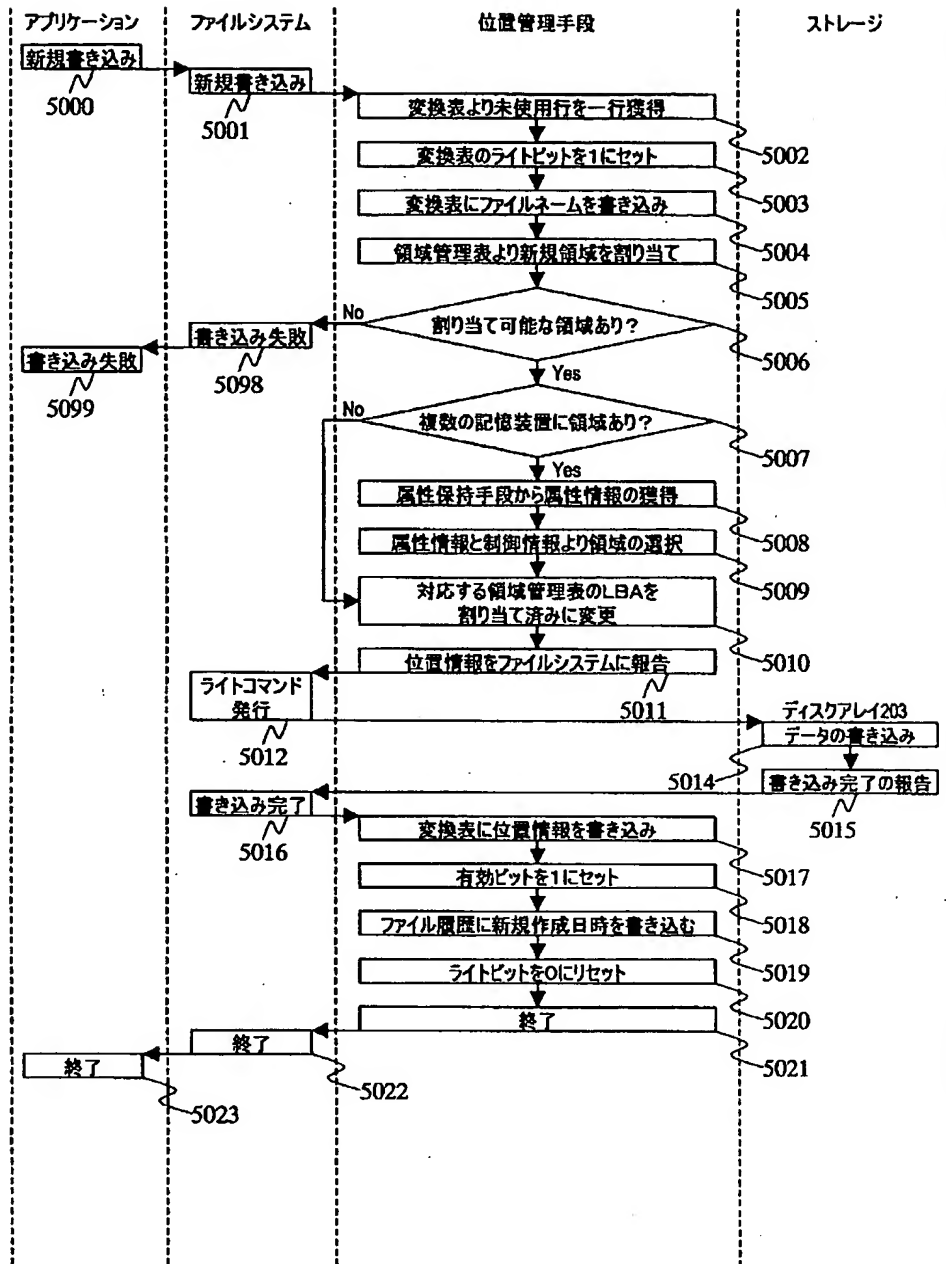 アプリケーション
ファイルシステム
位置管理手段
ストレージ
新規書き込み
5000
新規書き込み
5001
変換表より未使用行を一行獲得
5002
変換表のライトビットを1にセット
5003
変換表にファイルネームを書き込み
5004
領域管理表より新規領域を割り当て
5005
割り当て可能な領域あり?
5006
No
書き込み失敗
5098
書き込み失敗
5099
Yes
複数の記憶装置に領域あり?
5007
No
Yes
属性保持手段から属性情報の獲得
5008
属性情報と制御情報より領域の選択
5009
対応する領域管理表のLBAを
割り当て済みに変更
5010
位置情報をファイルシステムに報告
5011
ライトコマンド
発行
5012
ディスクアレイ203
データの書き込み
5014
書き込み完了の報告
5015
書き込み完了
5016
変換表に位置情報を書き込み
5017
有効ビットを1にセット
5018
ファイル履歴に新規作成日時を書き込む
5019
ライトビットを0にリセット
5020
終了
5021
終了
5022
終了
5023